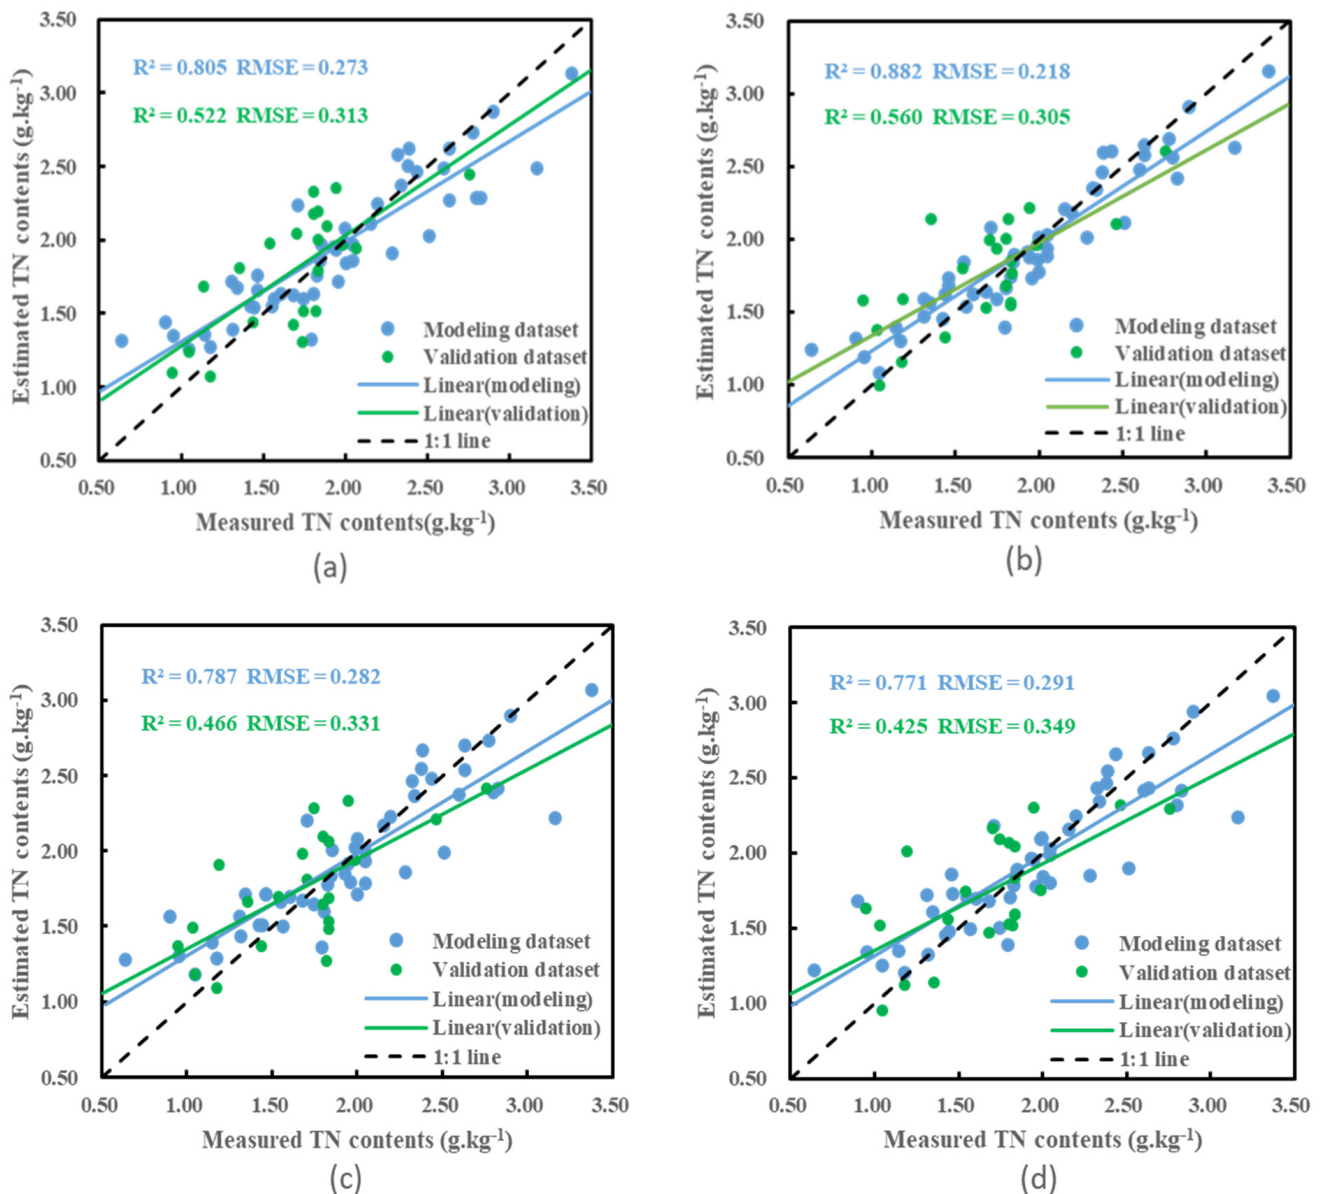 R² = 0.805 RMSE = 0.273
R² = 0.522 RMSE = 0.313
Estimated TN contents (g.kg⁻¹)
3.50
3.00
2.50
2.00
1.50
1.00
0.50
Modeling dataset
Validation dataset
Linear(modeling)
Linear(validation)
1:1 line
0.50 1.00 1.50 2.00 2.50 3.00 3.50
Measured TN contents(g.kg⁻¹)
(a)
R² = 0.882 RMSE = 0.218
R² = 0.560 RMSE = 0.305
Estimated TN contents (g.kg⁻¹)
3.50
3.00
2.50
2.00
1.50
1.00
0.50
Modeling dataset
Validation dataset
Linear(modeling)
Linear(validation)
1:1 line
0.50 1.00 1.50 2.00 2.50 3.00 3.50
Measured TN contents (g.kg⁻¹)
(b)
R² = 0.787 RMSE = 0.282
R² = 0.466 RMSE = 0.331
Estimated TN contents (g.kg⁻¹)
3.50
3.00
2.50
2.00
1.50
1.00
0.50
Modeling dataset
Validation dataset
Linear(modeling)
Linear(validation)
1:1 line
0.50 1.00 1.50 2.00 2.50 3.00 3.50
Measured TN contents (g.kg⁻¹)
(c)
R² = 0.771 RMSE = 0.291
R² = 0.425 RMSE = 0.349
Estimated TN contents (g.kg⁻¹)
3.50
3.00
2.50
2.00
1.50
1.00
0.50
Modeling dataset
Validation dataset
Linear(modeling)
Linear(validation)
1:1 line
0.50 1.00 1.50 2.00 2.50 3.00 3.50
Measured TN contents (g.kg⁻¹)
(d)